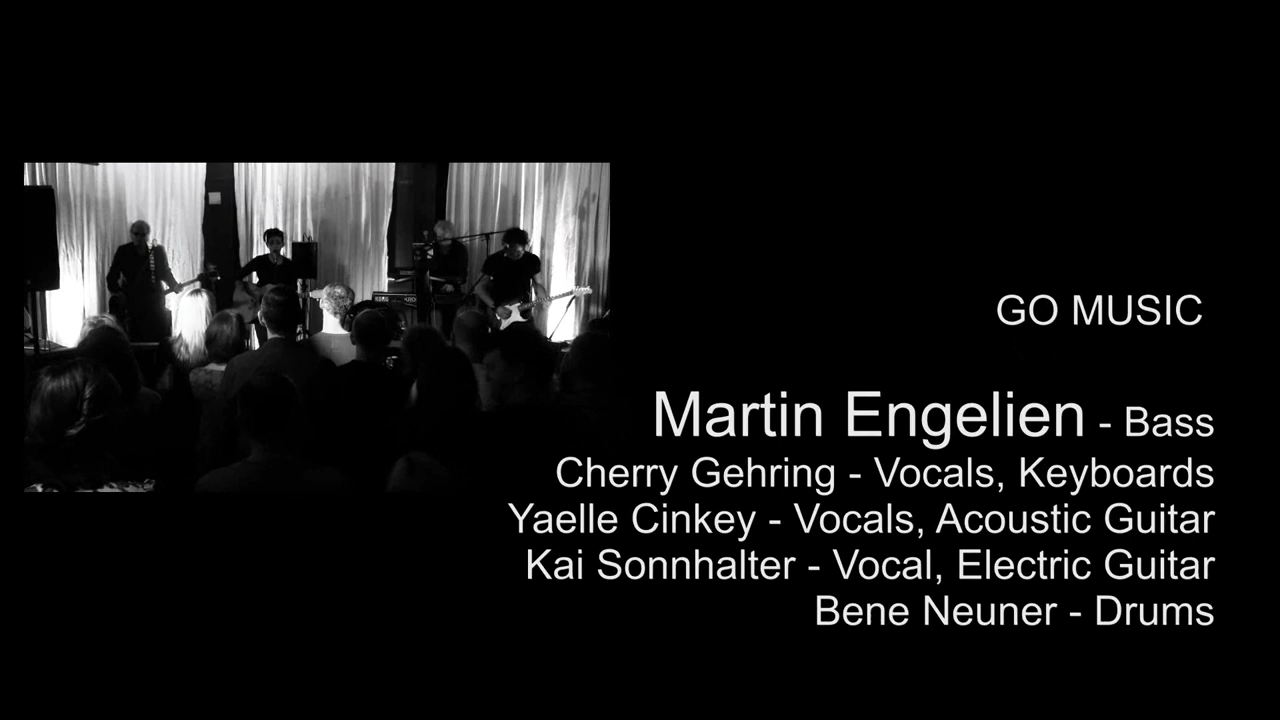 GO MUSIC
Martin Engelien - Bass
Cherry Gehring - Vocals, Keyboards
Yaelle Cinkey - Vocals, Acoustic Guitar
Kai Sonnhalter - Vocal, Electric Guitar
Bene Neuner - Drums